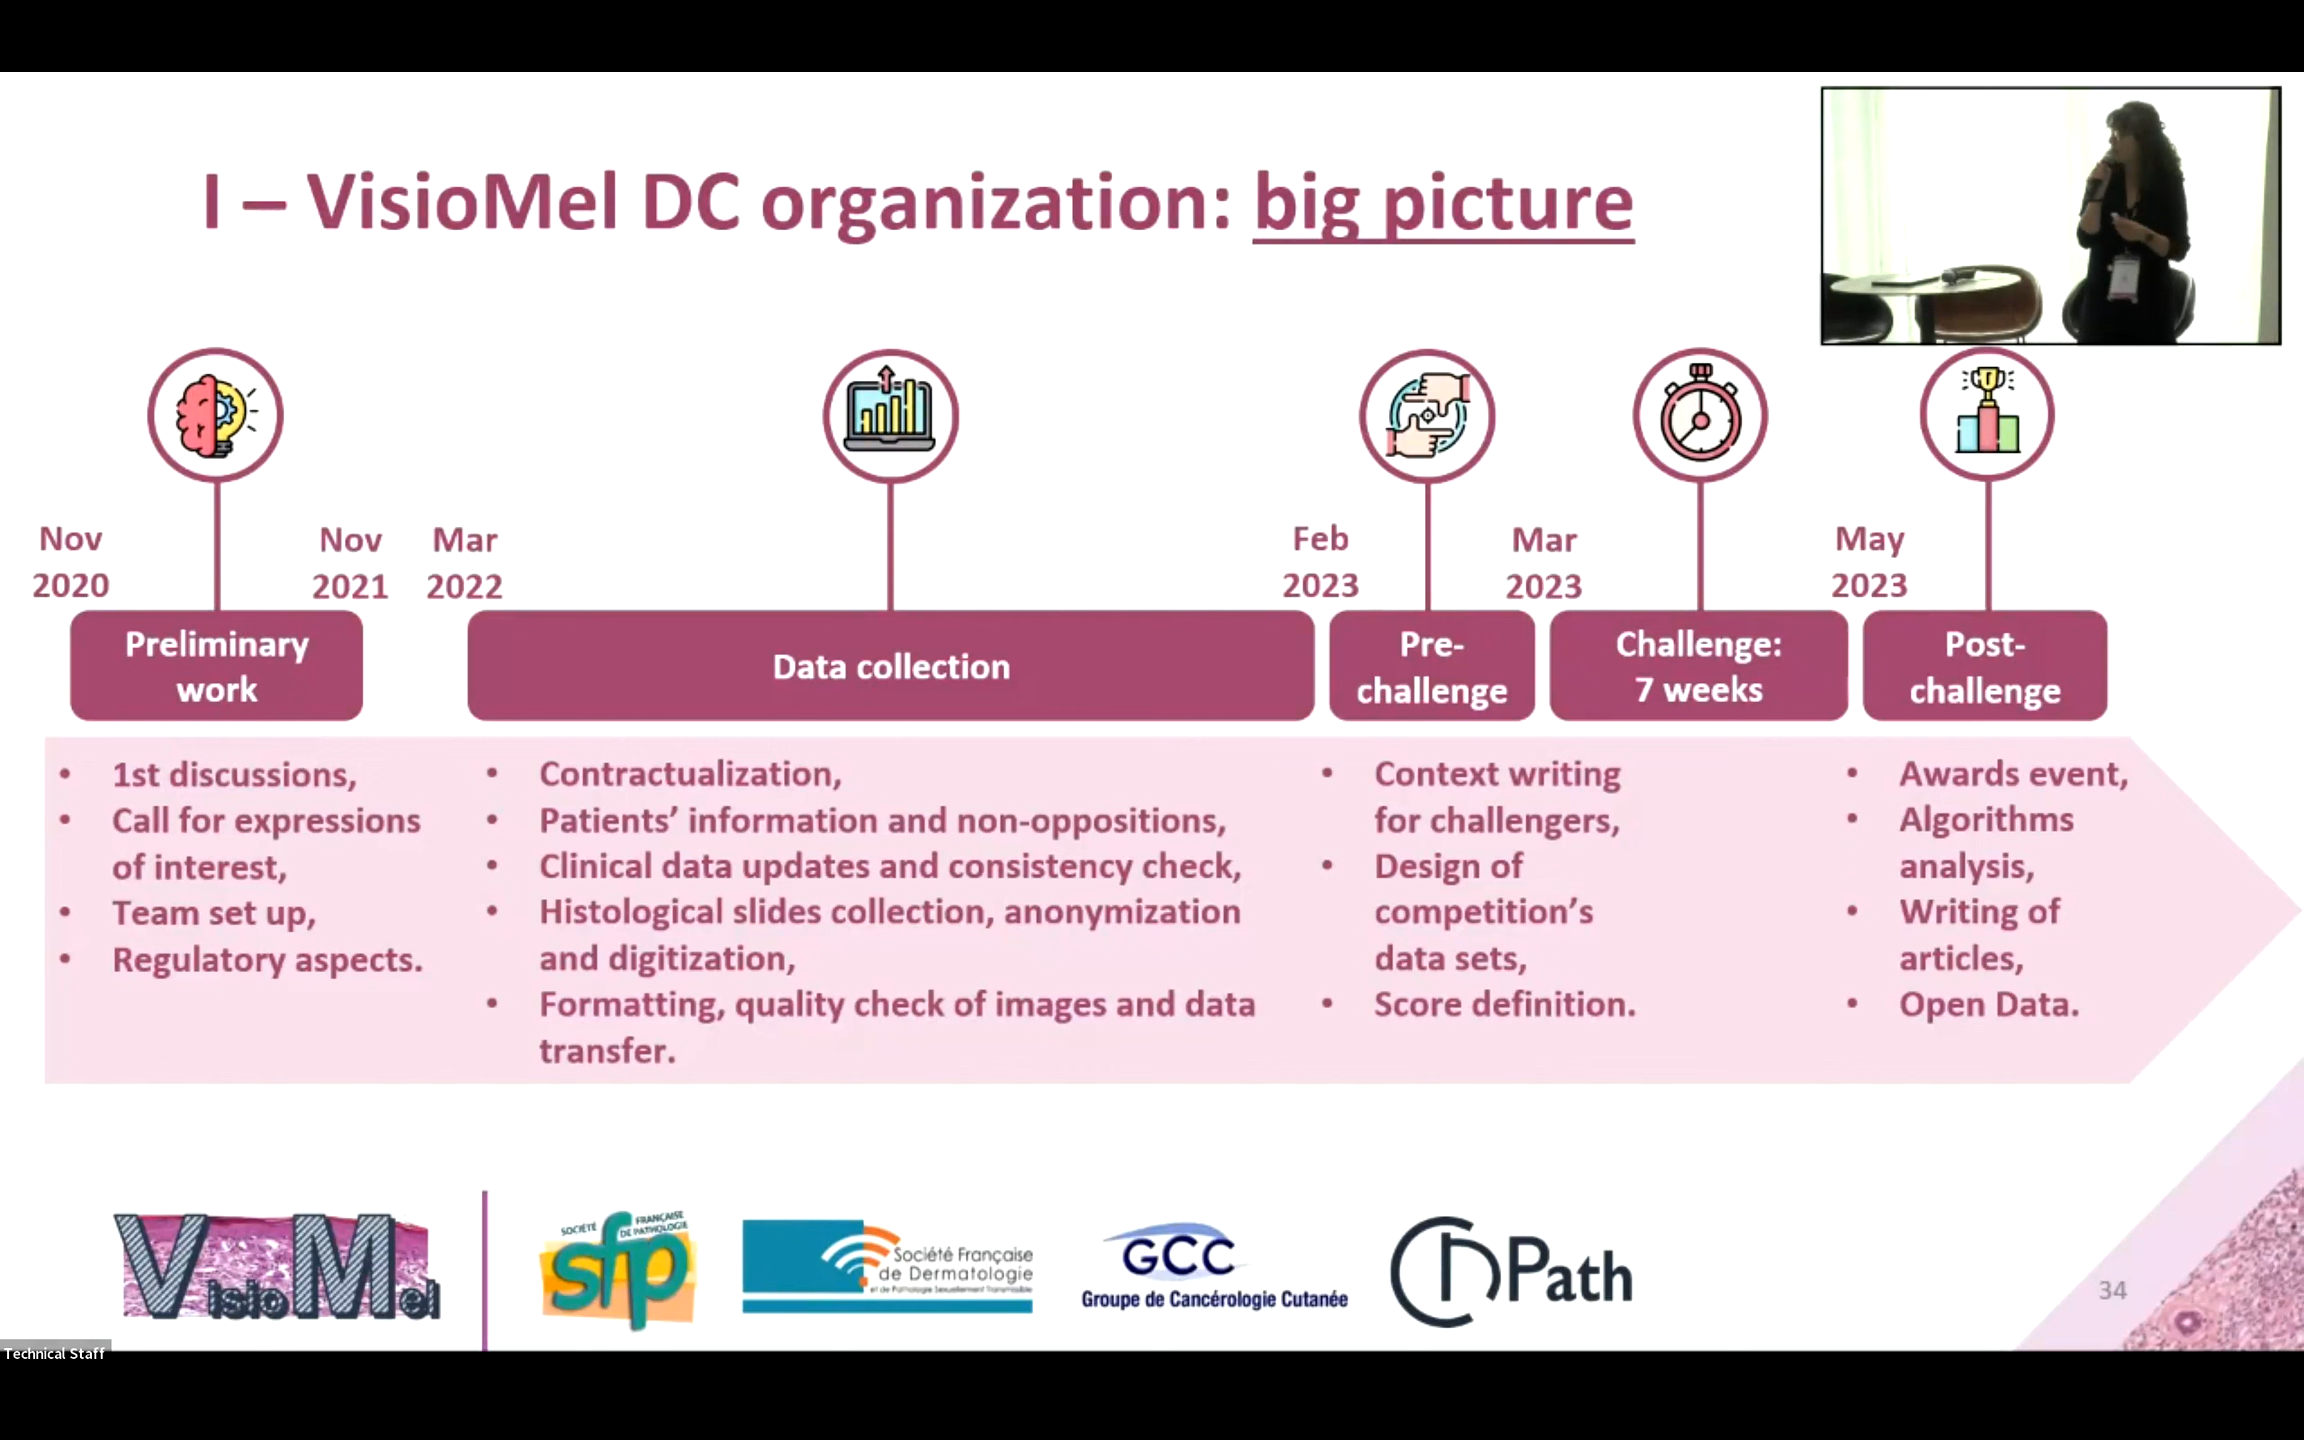 I – VisioMel DC organization: big picture
Nov
2020
Nov
2021
Mar
2022
Feb
2023
Mar
2023
May
2023
Preliminary
work
Data collection
Pre-
challenge
Challenge:
7 weeks
Post-
challenge
• 1st discussions,
• Call for expressions
of interest,
• Team set up,
• Regulatory aspects.
• Contractualization,
• Patients’ information and non-oppositions,
• Clinical data updates and consistency check,
• Histological slides collection, anonymization
and digitization,
• Formatting, quality check of images and data
transfer.
• Context writing
for challengers,
• Design of
competition’s
data sets,
• Score definition.
• Awards event,
• Algorithms
analysis,
• Writing of
articles,
• Open Data.
VisioMel
SOCIÉTÉ FRANÇAISE
DE PATHOLOGIE
sfp
Société Française
de Dermatologie
et de Pathologie Sexuellement Transmissible
GCC
Groupe de Cancérologie Cutanée
Path
34
Technical Staff